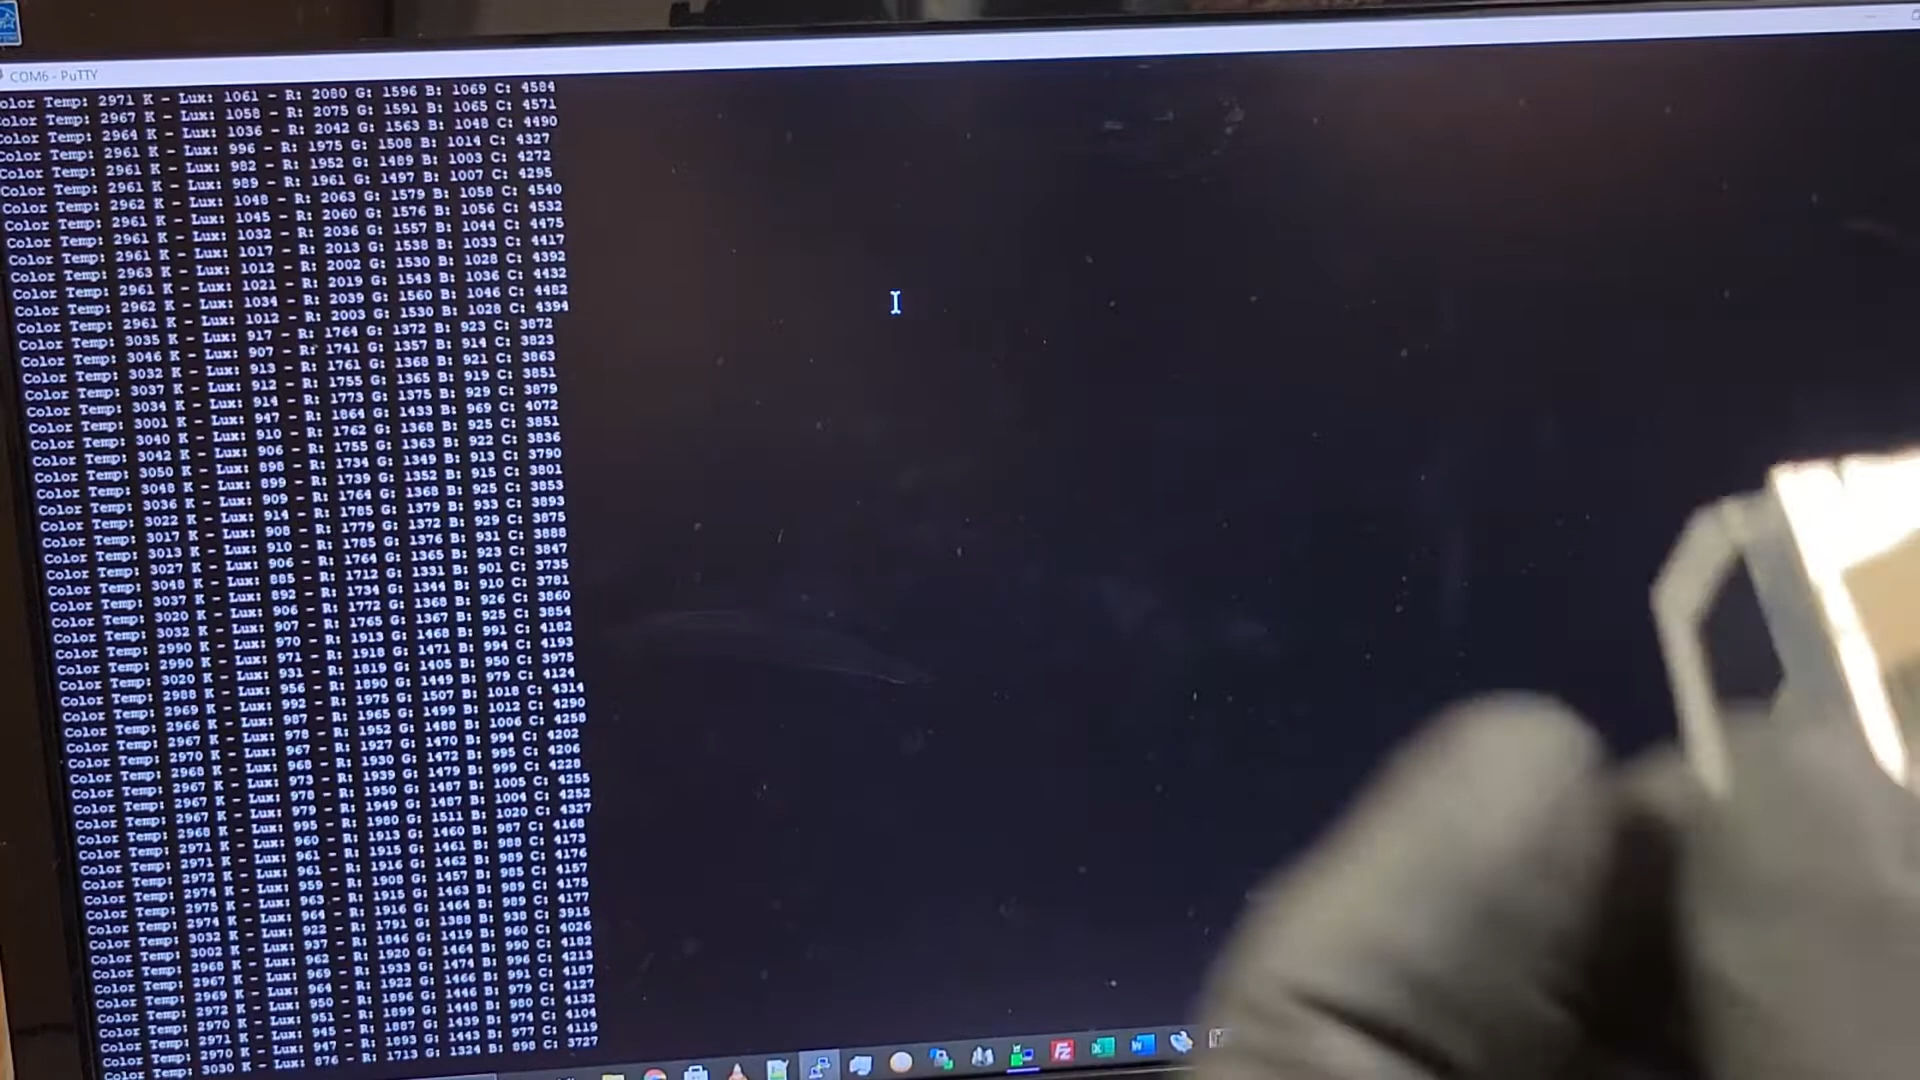 COM6 - PuTTY
olor Temp: 2971 K - Lux: 1061 - R: 2080 G: 1596 B: 1069 C: 4584
olor Temp: 2967 K - Lux: 1058 - R: 2075 G: 1591 B: 1065 C: 4571
olor Temp: 2964 K - Lux: 1036 - R: 2042 G: 1563 B: 1048 C: 4490
Color Temp: 2961 K - Lux: 996 - R: 1975 G: 1508 B: 1014 C: 4327
Color Temp: 2961 K - Lux: 982 - R: 1952 G: 1489 B: 1003 C: 4272
Color Temp: 2961 K - Lux: 989 - R: 1961 G: 1497 B: 1007 C: 4295
Color Temp: 2962 K - Lux: 1048 - R: 2063 G: 1579 B: 1058 C: 4540
Color Temp: 2961 K - Lux: 1045 - R: 2060 G: 1576 B: 1056 C: 4532
Color Temp: 2961 K - Lux: 1032 - R: 2036 G: 1557 B: 1044 C: 4475
Color Temp: 2961 K - Lux: 1017 - R: 2013 G: 1538 B: 1033 C: 4417
Color Temp: 2963 K - Lux: 1012 - R: 2002 G: 1530 B: 1028 C: 4392
Color Temp: 2961 K - Lux: 1021 - R: 2019 G: 1543 B: 1036 C: 4432
Color Temp: 2962 K - Lux: 1034 - R: 2039 G: 1560 B: 1046 C: 4482
Color Temp: 2961 K - Lux: 1012 - R: 2003 G: 1530 B: 1028 C: 4394
Color Temp: 3035 K - Lux: 917 - R: 1764 G: 1372 B: 923 C: 3872
Color Temp: 3046 K - Lux: 907 - R: 1741 G: 1357 B: 914 C: 3823
Color Temp: 3032 K - Lux: 913 - R: 1761 G: 1368 B: 921 C: 3863
Color Temp: 3037 K - Lux: 912 - R: 1755 G: 1365 B: 919 C: 3851
Color Temp: 3034 K - Lux: 914 - R: 1773 G: 1375 B: 929 C: 3879
Color Temp: 3001 K - Lux: 947 - R: 1864 G: 1433 B: 969 C: 4072
Color Temp: 3040 K - Lux: 910 - R: 1762 G: 1368 B: 925 C: 3851
Color Temp: 3042 K - Lux: 906 - R: 1755 G: 1363 B: 922 C: 3836
Color Temp: 3050 K - Lux: 898 - R: 1734 G: 1349 B: 913 C: 3790
Color Temp: 3048 K - Lux: 899 - R: 1739 G: 1352 B: 915 C: 3801
Color Temp: 3036 K - Lux: 909 - R: 1764 G: 1368 B: 925 C: 3853
Color Temp: 3022 K - Lux: 914 - R: 1785 G: 1379 B: 933 C: 3893
Color Temp: 3017 K - Lux: 908 - R: 1779 G: 1372 B: 929 C: 3875
Color Temp: 3013 K - Lux: 910 - R: 1785 G: 1376 B: 931 C: 3888
Color Temp: 3027 K - Lux: 906 - R: 1764 G: 1365 B: 923 C: 3847
Color Temp: 3048 K - Lux: 885 - R: 1712 G: 1331 B: 901 C: 3735
Color Temp: 3037 K - Lux: 892 - R: 1734 G: 1344 B: 910 C: 3781
Color Temp: 3020 K - Lux: 906 - R: 1772 G: 1368 B: 926 C: 3860
Color Temp: 3032 K - Lux: 907 - R: 1765 G: 1367 B: 925 C: 3854
Color Temp: 2990 K - Lux: 970 - R: 1913 G: 1468 B: 991 C: 4182
Color Temp: 2990 K - Lux: 971 - R: 1918 G: 1471 B: 994 C: 4193
Color Temp: 3020 K - Lux: 931 - R: 1819 G: 1405 B: 950 C: 3975
Color Temp: 2988 K - Lux: 956 - R: 1890 G: 1449 B: 979 C: 4124
Color Temp: 2969 K - Lux: 992 - R: 1975 G: 1507 B: 1018 C: 4314
Color Temp: 2966 K - Lux: 987 - R: 1965 G: 1499 B: 1012 C: 4290
Color Temp: 2967 K - Lux: 978 - R: 1952 G: 1488 B: 1006 C: 4258
Color Temp: 2970 K - Lux: 967 - R: 1927 G: 1470 B: 994 C: 4202
Color Temp: 2968 K - Lux: 968 - R: 1930 G: 1472 B: 995 C: 4206
Color Temp: 2967 K - Lux: 973 - R: 1939 G: 1479 B: 999 C: 4228
Color Temp: 2967 K - Lux: 978 - R: 1950 G: 1487 B: 1005 C: 4255
Color Temp: 2967 K - Lux: 979 - R: 1949 G: 1487 B: 1004 C: 4252
Color Temp: 2968 K - Lux: 995 - R: 1980 G: 1511 B: 1020 C: 4327
Color Temp: 2971 K - Lux: 960 - R: 1913 G: 1460 B: 987 C: 4168
Color Temp: 2971 K - Lux: 961 - R: 1915 G: 1461 B: 988 C: 4173
Color Temp: 2972 K - Lux: 961 - R: 1916 G: 1462 B: 989 C: 4176
Color Temp: 2974 K - Lux: 959 - R: 1908 G: 1457 B: 985 C: 4157
Color Temp: 2975 K - Lux: 963 - R: 1915 G: 1463 B: 989 C: 4175
Color Temp: 2974 K - Lux: 964 - R: 1916 G: 1464 B: 989 C: 4177
Color Temp: 3032 K - Lux: 922 - R: 1791 G: 1388 B: 938 C: 3915
Color Temp: 3002 K - Lux: 937 - R: 1846 G: 1419 B: 960 C: 4026
Color Temp: 2968 K - Lux: 962 - R: 1920 G: 1464 B: 990 C: 4182
Color Temp: 2967 K - Lux: 969 - R: 1933 G: 1474 B: 996 C: 4213
Color Temp: 2969 K - Lux: 964 - R: 1922 G: 1466 B: 991 C: 4187
Color Temp: 2972 K - Lux: 950 - R: 1896 G: 1446 B: 979 C: 4127
Color Temp: 2970 K - Lux: 951 - R: 1899 G: 1448 B: 980 C: 4132
Color Temp: 2971 K - Lux: 945 - R: 1887 G: 1439 B: 974 C: 4104
Color Temp: 2970 K - Lux: 947 - R: 1893 G: 1443 B: 977 C: 4119
Color Temp: 3030 K - Lux: 876 - R: 1713 G: 1324 B: 898 C: 3727